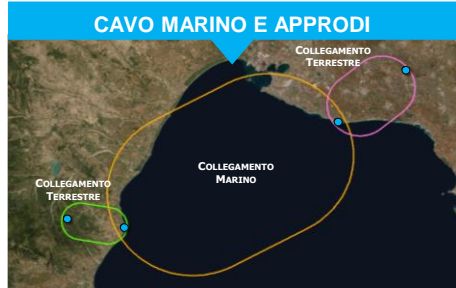 CAVO MARINO E APPRODI
COLLEGAMENTO
TERRESTRE
COLLEGAMENTO
MARINO
COLLEGAMENTO
TERRESTRE